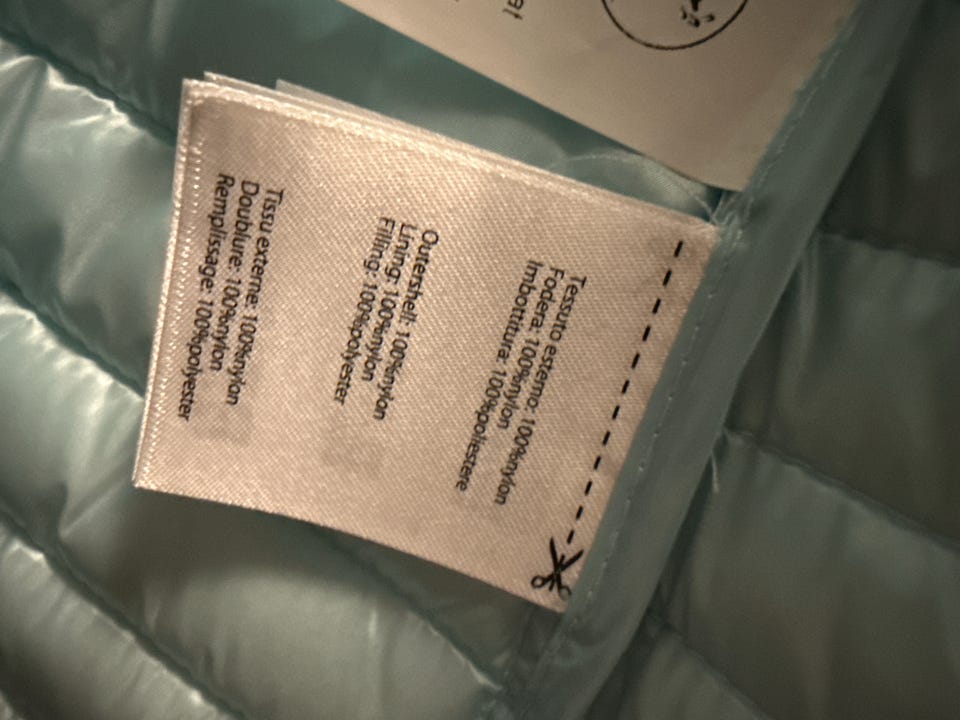 Tessuto esterno: 100%nylon
Fodera: 100%nylon
Imbottitura: 100%poliestere
Outershell: 100%nylon
Lining: 100%nylon
Filling: 100%polyester
Tissu externe: 100%nylon
Doublure: 100%nylon
Remplissage: 100%polyester